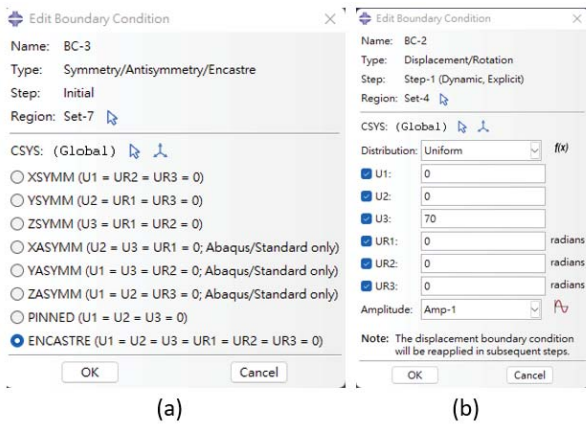 Edit Boundary Condition
Name: BC-3
Type: Symmetry/Antisymmetry/Encastre
Step: Initial
Region: Set-7
CSYS: (Global)
XSYMM (U1 = UR2 = UR3 = 0)
YSYMM (U2 = UR1 = UR3 = 0)
ZSYMM (U3 = UR1 = UR2 = 0)
XASYMM (U2 = U3 = UR1 = 0; Abaqus/Standard only)
YASYMM (U1 = U3 = UR2 = 0; Abaqus/Standard only)
ZASYMM (U1 = U2 = UR3 = 0; Abaqus/Standard only)
PINNED (U1 = U2 = U3 = 0)
ENCASTRE (U1 = U2 = U3 = UR1 = UR2 = UR3 = 0)
OK Cancel
(a)
Edit Boundary Condition
Name: BC-2
Type: Displacement/Rotation
Step: Step-1 (Dynamic, Explicit)
Region: Set-4
CSYS: (Global)
Distribution: Uniform f(x)
U1: 0
U2: 0
U3: 70
UR1: 0 radians
UR2: 0 radians
UR3: 0 radians
Amplitude: Amp-1
Note: The displacement boundary condition
will be reapplied in subsequent steps.
OK Cancel
(b)